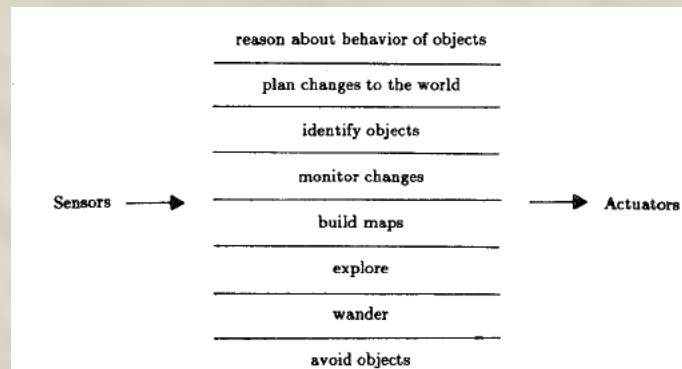 reason about behavior of objects
plan changes to the world
identify objects
monitor changes
Sensors
Actuators
build maps
explore
wander
avoid objects